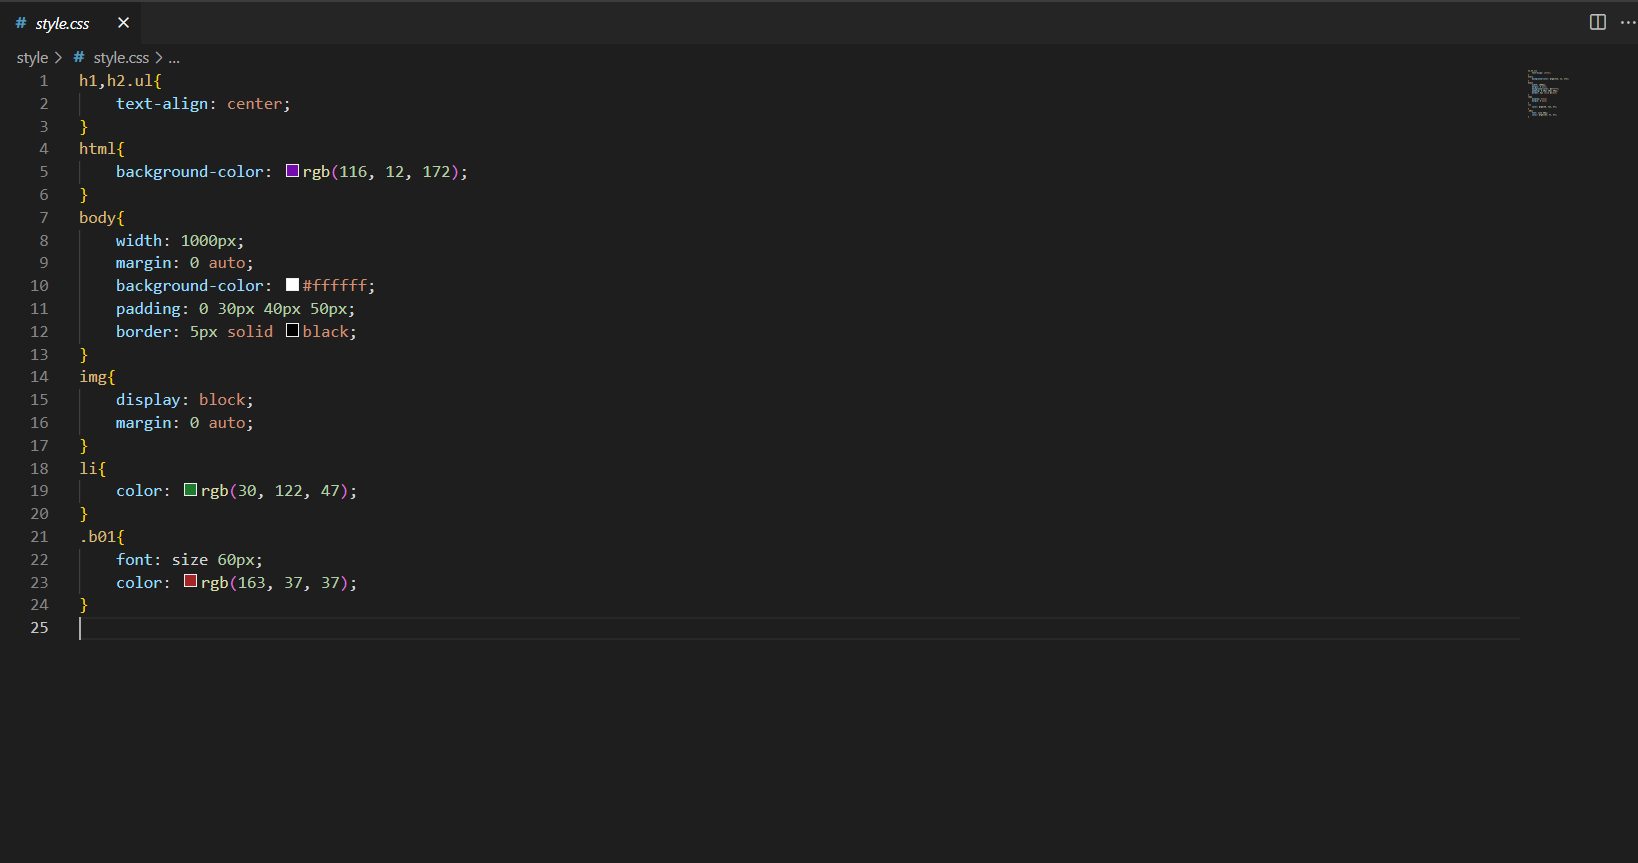 # style.css ×
style > # style.css > ...
1 h1,h2.ul{
2 text-align: center;
3 }
4 html{
5 background-color: rgb(116, 12, 172);
6 }
7 body{
8 width: 1000px;
9 margin: 0 auto;
10 background-color: #ffffff;
11 padding: 0 30px 40px 50px;
12 border: 5px solid black;
13 }
14 img{
15 display: block;
16 margin: 0 auto;
17 }
18 li{
19 color: rgb(30, 122, 47);
20 }
21 .b01{
22 font: size 60px;
23 color: rgb(163, 37, 37);
24 }
25